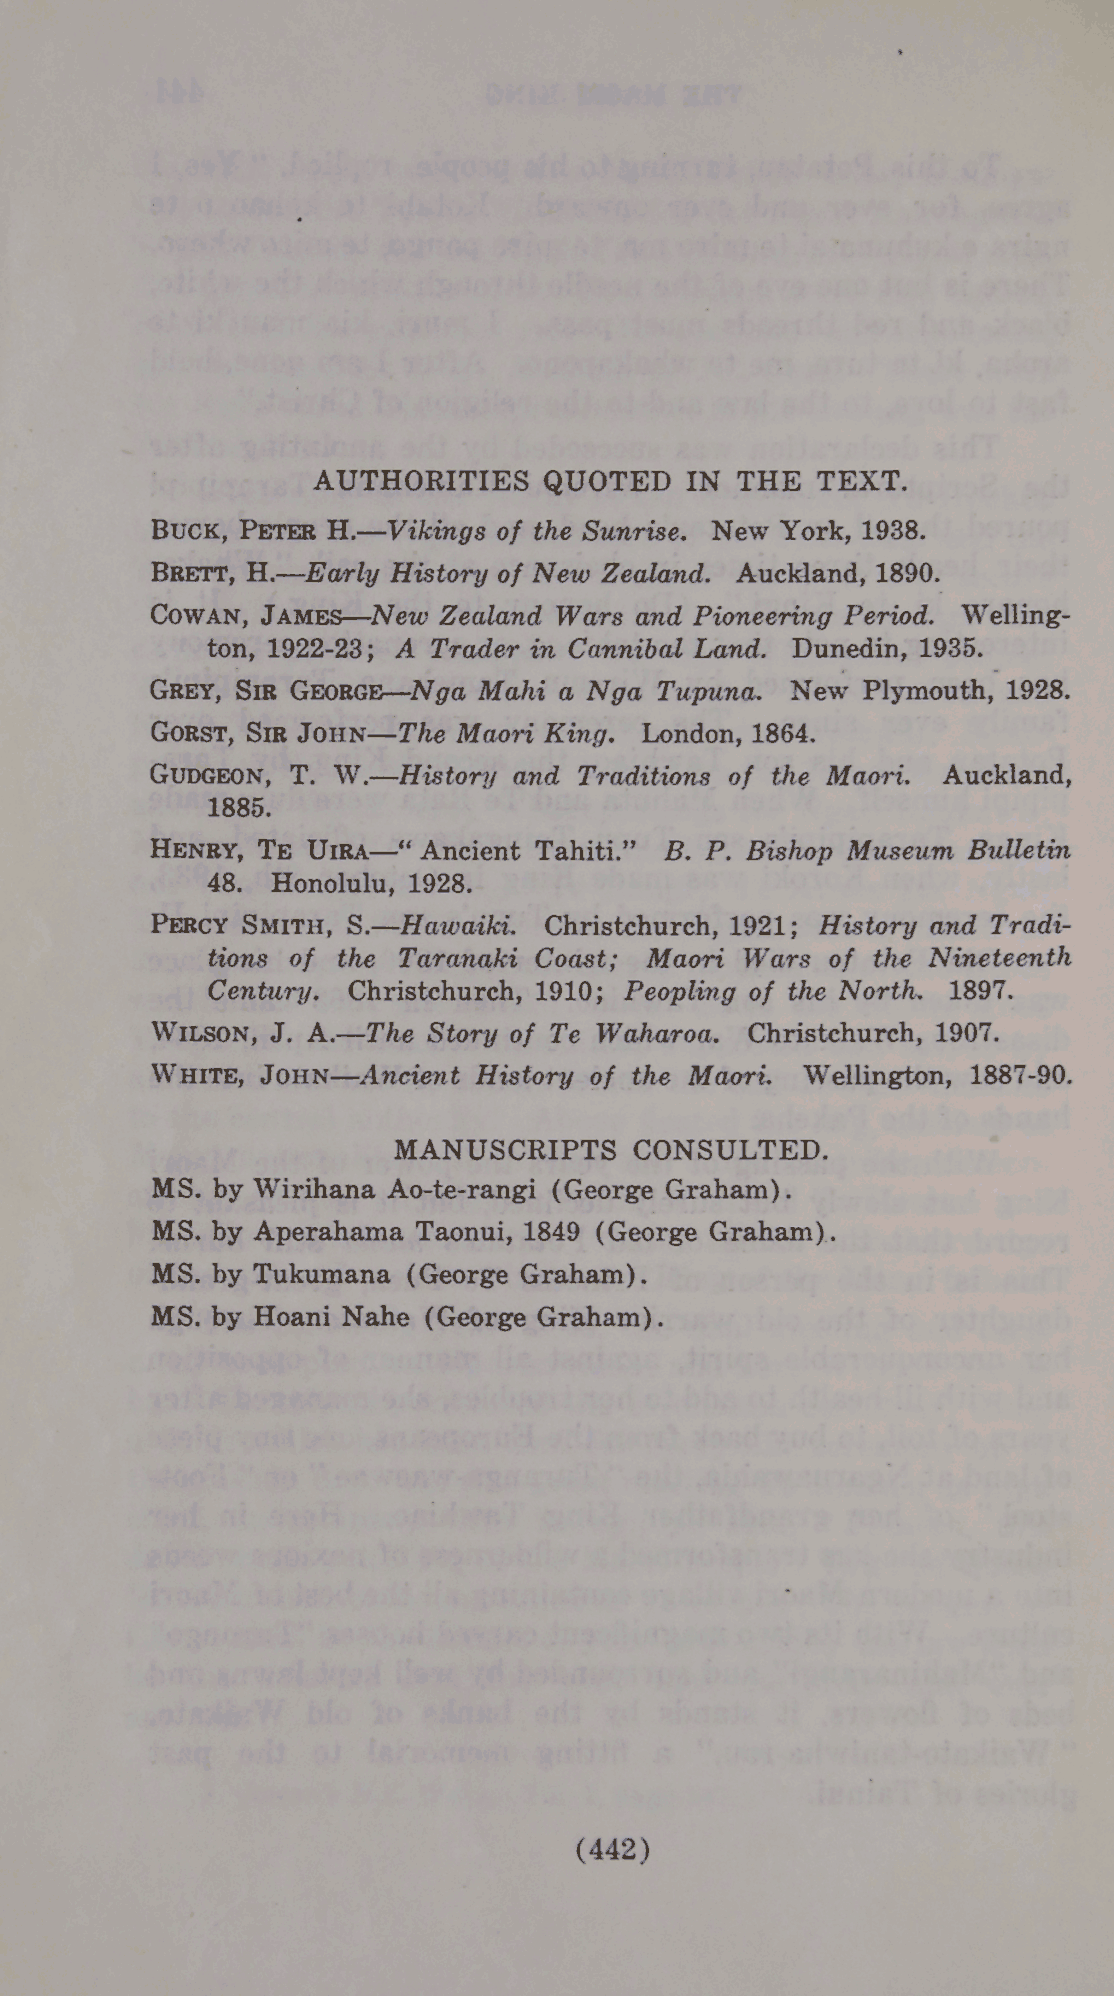 AUTHORITIES QUOTED IN THE TEXT.
BUCK, PETER H.—Vikings of the Sunrise. New York, 1938.
BRETT, H.—Early History of New Zealand. Auckland, 1890.
COWAN, JAMES—New Zealand Wars and Pioneering Period. Welling-
ton, 1922-23; A Trader in Cannibal Land. Dunedin, 1935.
GREY, SIR GEORGE—Nga Mahi a Nga Tupuna. New Plymouth, 1928.
GORST, SIR JOHN—The Maori King. London, 1864.
GUDGEON, T. W.—History and Traditions of the Maori. Auckland,
1885.
HENRY, TE UIRA—“ Ancient Tahiti.” B. P. Bishop Museum Bulletin
48. Honolulu, 1928.
PERCY SMITH, S.—Hawaiki. Christchurch, 1921; History and Tradi-
tions of the Taranaki Coast; Maori Wars of the Nineteenth
Century. Christchurch, 1910; Peopling of the North. 1897.
WILSON, J. A.—The Story of Te Waharoa. Christchurch, 1907.
WHITE, JOHN—Ancient History of the Maori. Wellington, 1887-90.
MANUSCRIPTS CONSULTED.
MS. by Wirihana Ao-te-rangi (George Graham).
MS. by Aperahama Taonui, 1849 (George Graham).
MS. by Tukumana (George Graham).
MS. by Hoani Nahe (George Graham).
(442)